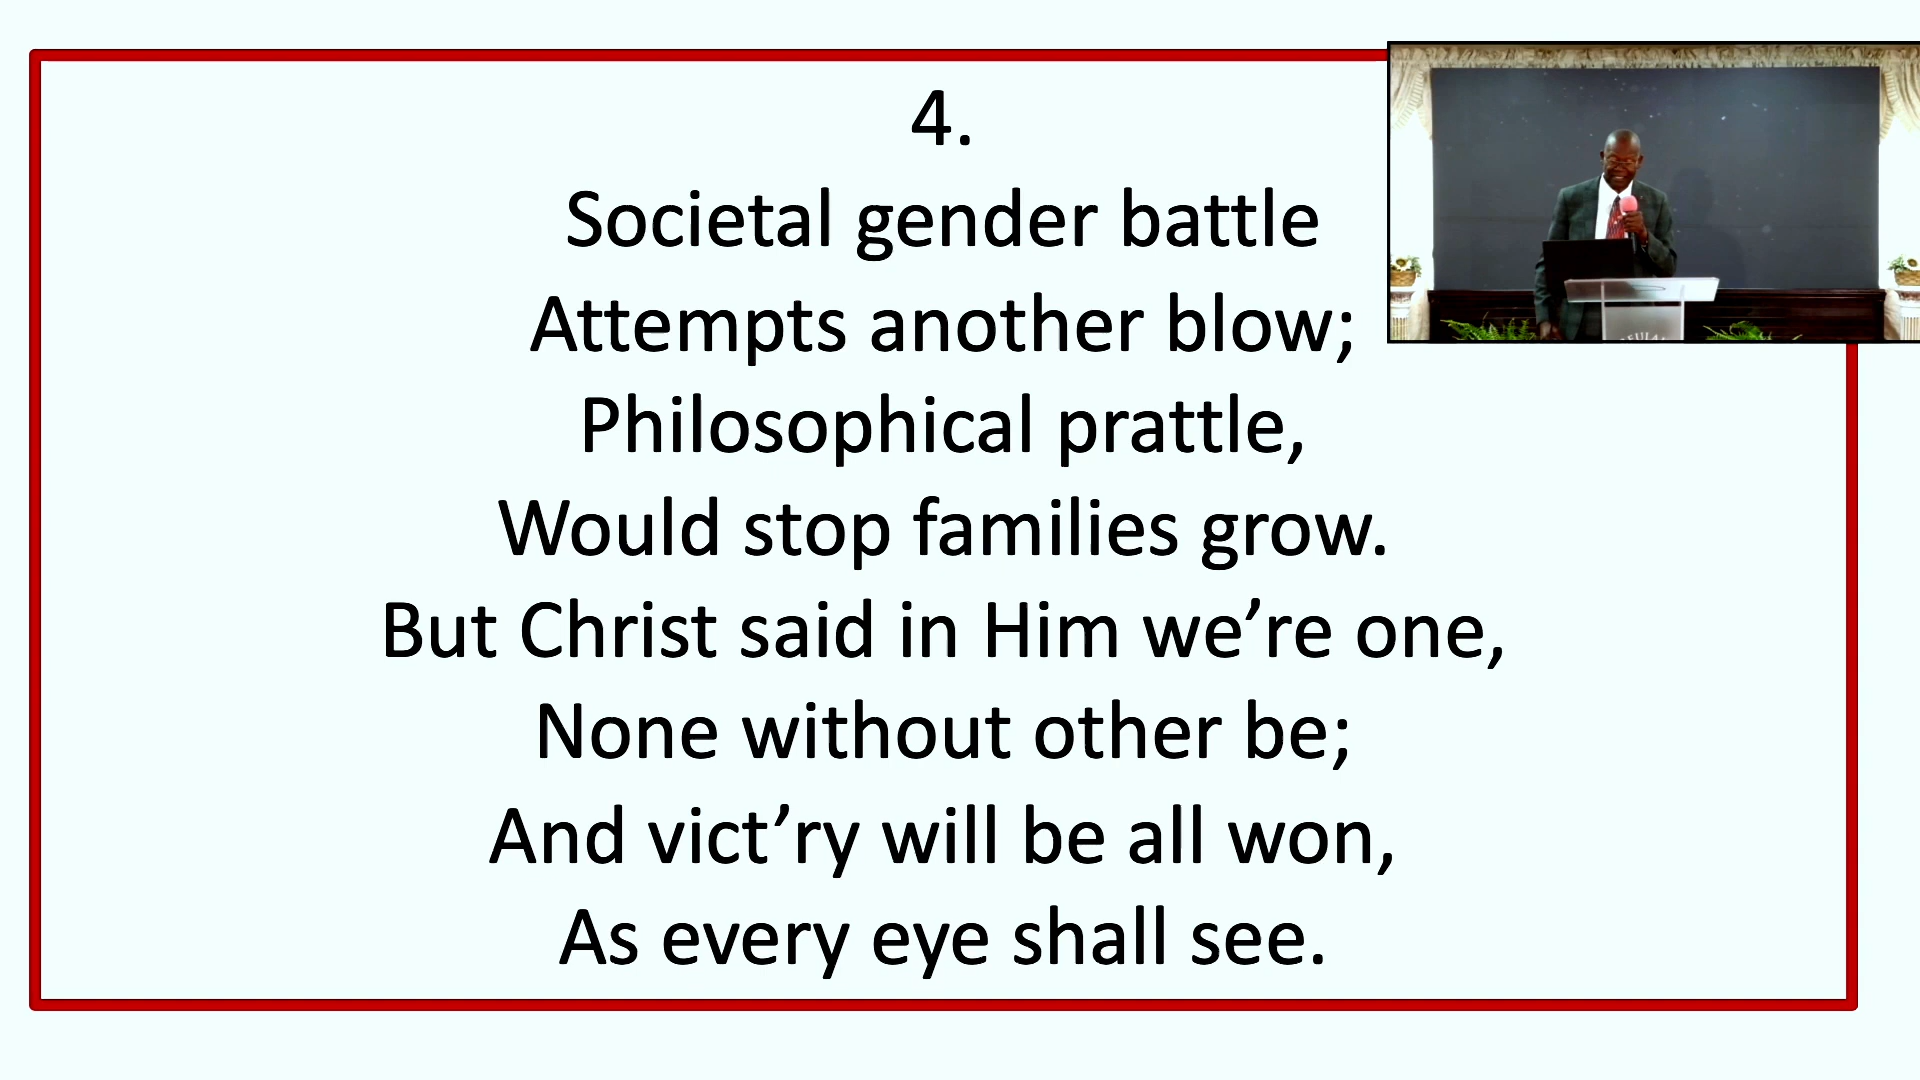 4.
Societal gender battle
Attempts another blow;
Philosophical prattle,
Would stop families grow.
But Christ said in Him we’re one,
None without other be;
And vict’ry will be all won,
As every eye shall see.